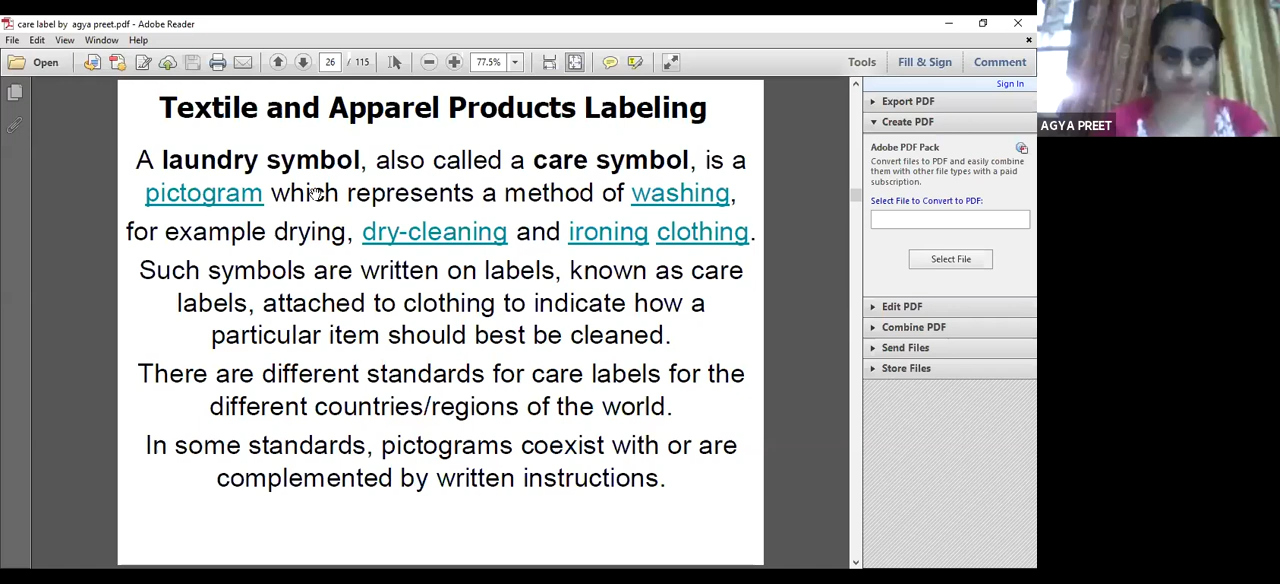 care label by agya preet.pdf - Adobe Reader
File Edit View Window Help
Open 26 / 115 77.5% Tools Fill & Sign Comment
Sign In
Export PDF
Create PDF
Adobe PDF Pack
Convert files to PDF and easily combine
them with other file types with a paid
subscription.
Select File to Convert to PDF:
Select File
Edit PDF
Combine PDF
Send Files
Store Files
Textile and Apparel Products Labeling
A laundry symbol, also called a care symbol, is a
pictogram which represents a method of washing,
for example drying, dry-cleaning and ironing clothing.
Such symbols are written on labels, known as care
labels, attached to clothing to indicate how a
particular item should best be cleaned.
There are different standards for care labels for the
different countries/regions of the world.
In some standards, pictograms coexist with or are
complemented by written instructions.
AGYA PREET